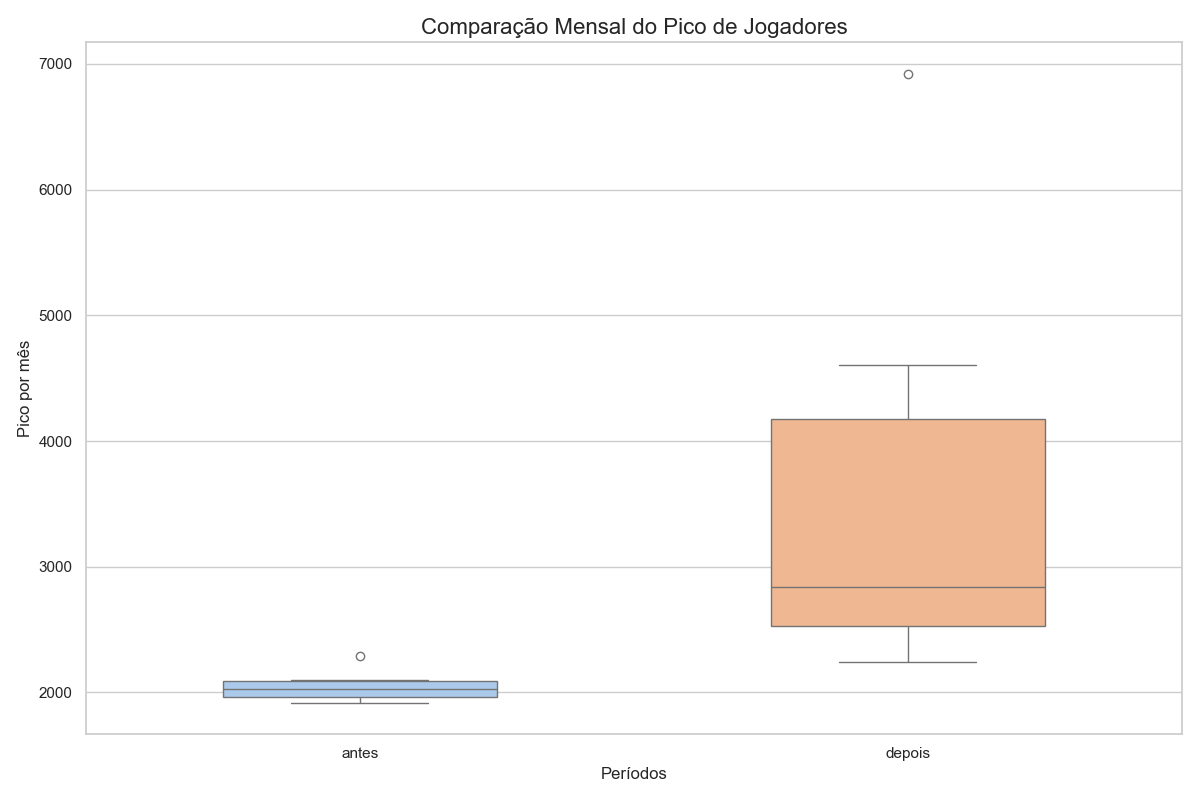 Comparação Mensal do Pico de Jogadores
7000
6000
5000
4000
3000
2000
Pico por mês
antes
depois
Períodos